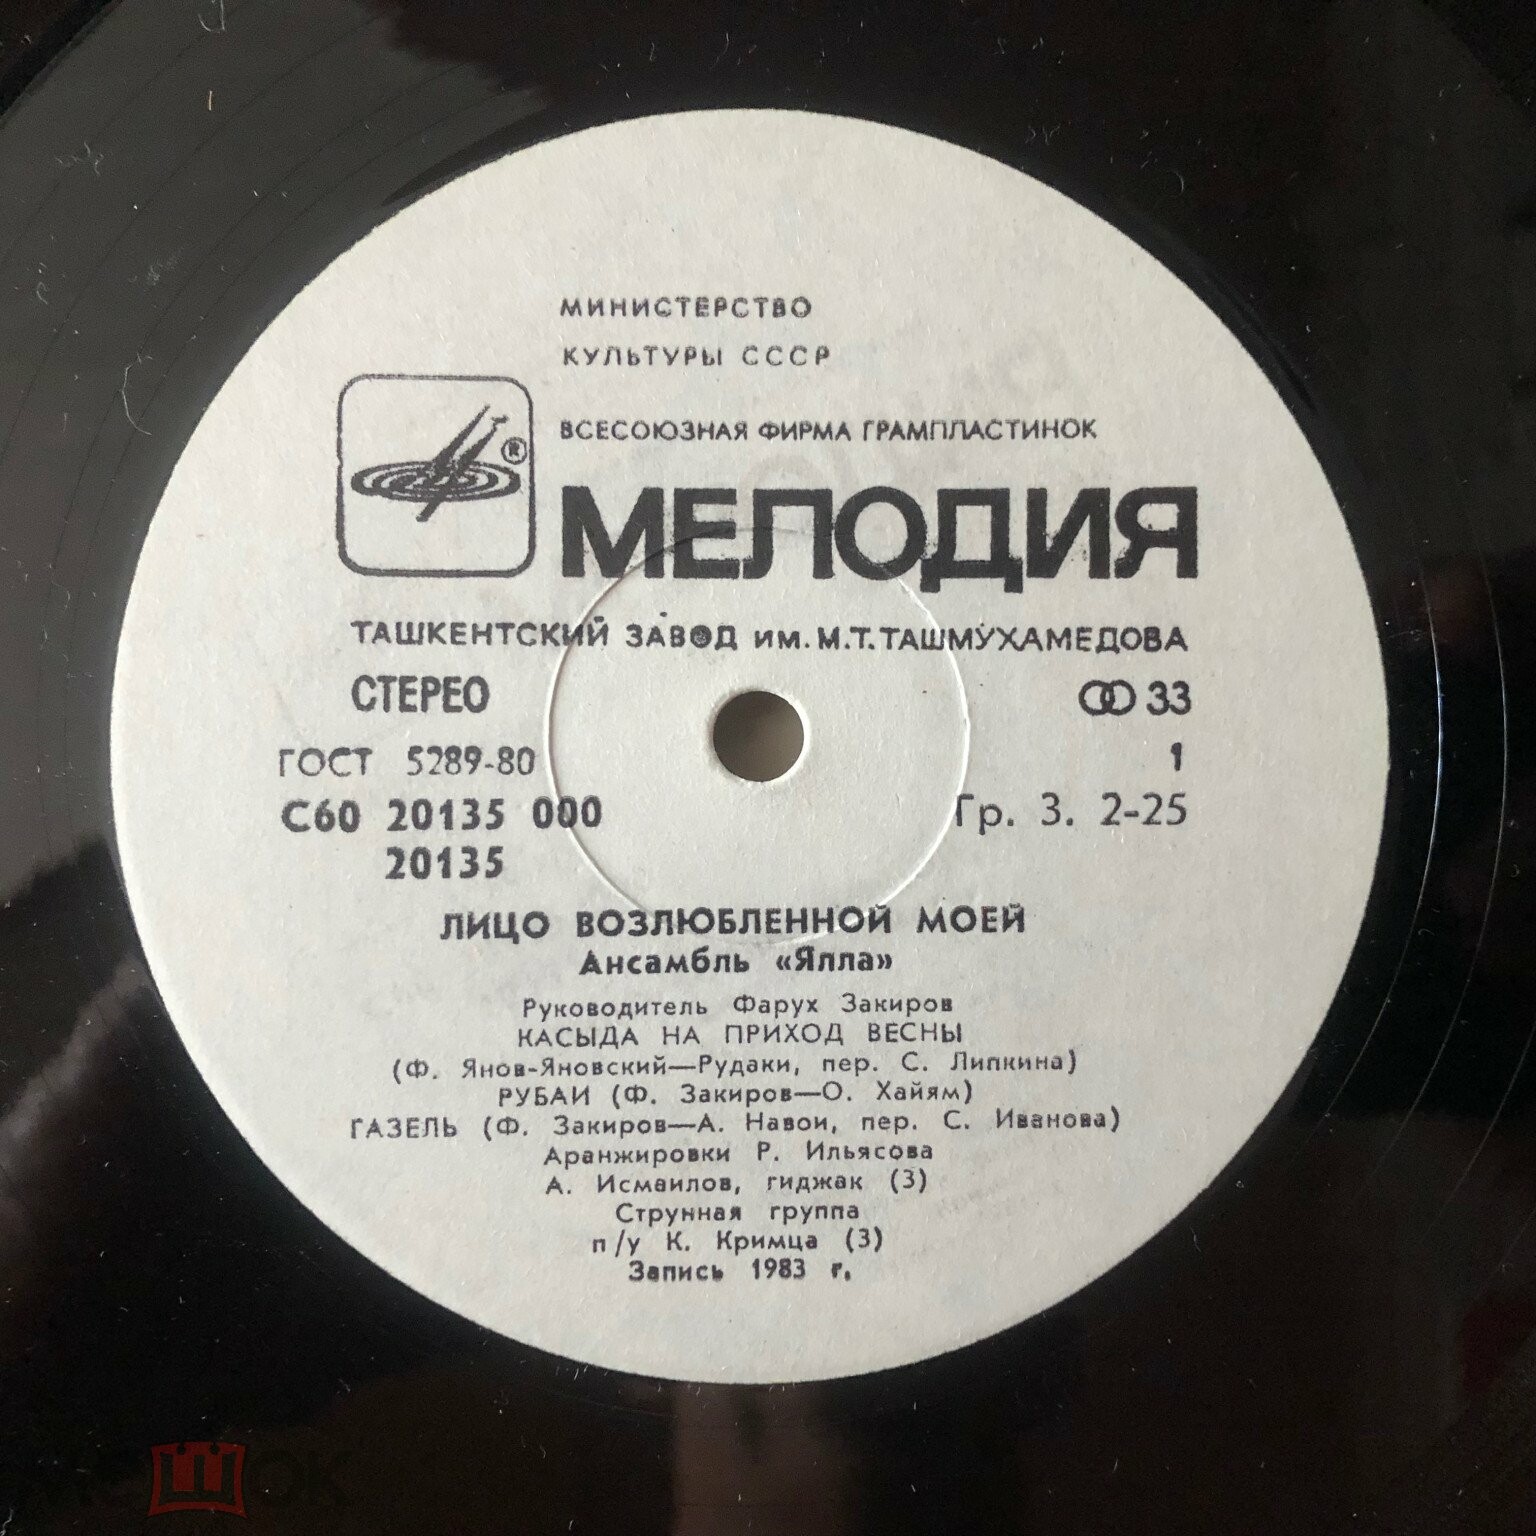 МИНИСТЕРСТВО
КУЛЬТУРЫ СССР
ВСЕСОЮЗНАЯ ФИРМА ГРАМПЛАСТИНОК
®
МЕЛОДИЯ
ТАШКЕНТСКИЙ ЗАВОД ИМ. М.Т. ТАШМУХАМЕДОВА
СТЕРЕО 33
ГОСТ 5289-80 1
С60 20135 000 Гр. 3. 2-25
20135
ЛИЦО ВОЗЛЮБЛЕННОЙ МОЕЙ
Ансамбль «Ялла»
Руководитель Фарух Закиров
КАСЫДА НА ПРИХОД ВЕСНЫ
(Ф. Янов-Яновский—Рудаки, пер. С. Липкина)
РУБАИ (Ф. Закиров—О. Хайям)
ГАЗЕЛЬ (Ф. Закиров—А. Навои, пер. С. Иванова)
Аранжировки Р. Ильясова
А. Исмаилов, гиджак (3)
Струнная группа
п/у К. Кримца (3)
Запись 1983 г.